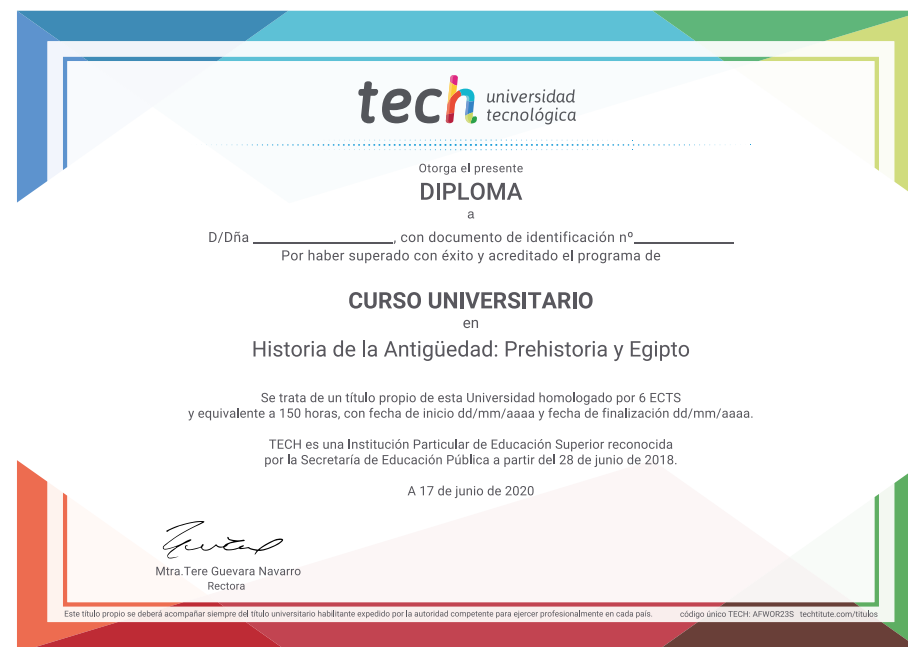 tech universidad
tecnológica
Otorga el presente
DIPLOMA
a
D/Dña ______________, con documento de identificación nº__________
Por haber superado con éxito y acreditado el programa de
CURSO UNIVERSITARIO
en
Historia de la Antigüedad: Prehistoria y Egipto
Se trata de un título propio de esta Universidad homologado por 6 ECTS
y equivalente a 150 horas, con fecha de inicio dd/mm/aaaa y fecha de finalización dd/mm/aaaa.
TECH es una Institución Particular de Educación Superior reconocida
por la Secretaría de Educación Pública a partir del 28 de junio de 2018.
A 17 de junio de 2020
Mtra.Tere Guevara Navarro
Rectora
Este título propio se deberá acompañar siempre del título universitario habilitante expedido por la autoridad competente para ejercer profesionalmente en cada país. código único TECH: AFWOR23S techtitute.com/títulos